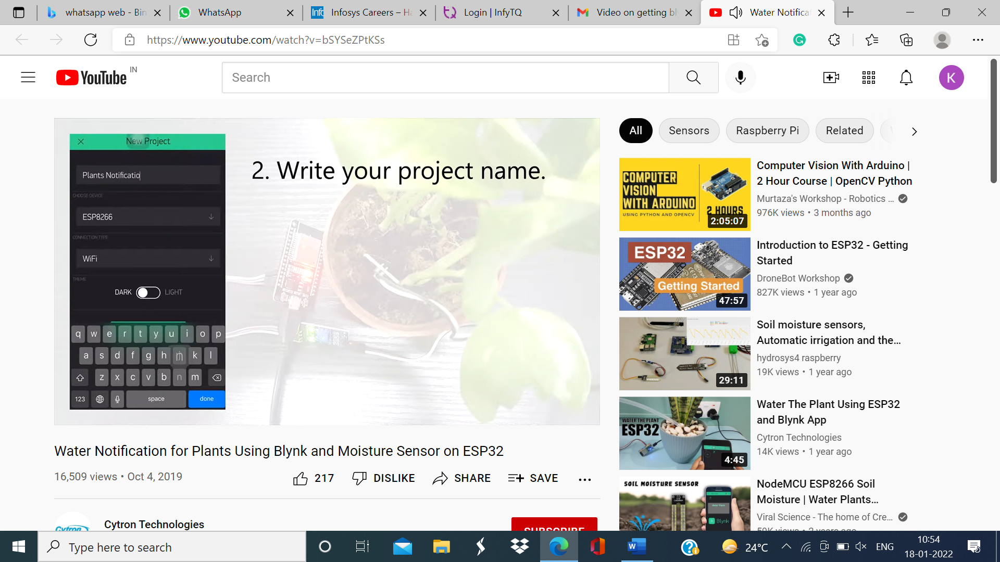 whatsapp web - Bin
WhatsApp
Infosys Careers – Ha
Login | InfyTQ
Video on getting bl
Water Notificat
https://www.youtube.com/watch?v=bSYSeZPtKSs
YouTube IN
Search
K
New Project
Plants Notificatio
CHOOSE DEVICE
ESP8266
CONNECTION TYPE
WiFi
THEME
DARK LIGHT
q w e r t y u i o p
a s d f g h j k l
z x c v b n m
123 space done
2. Write your project name.
Water Notification for Plants Using Blynk and Moisture Sensor on ESP32
16,509 views • Oct 4, 2019
217 DISLIKE SHARE SAVE
Cytron
Cytron Technologies
SUBSCRIBE
All Sensors Raspberry Pi Related
COMPUTER
VISION
WITH ARDUINO
USING PYTHON AND OPENCV
2 HOURS
2:05:07
Computer Vision With Arduino |
2 Hour Course | OpenCV Python
Murtaza's Workshop - Robotics ...
976K views • 3 months ago
ESP32
Getting Started
47:57
Introduction to ESP32 - Getting
Started
DroneBot Workshop
827K views • 1 year ago
29:11
Soil moisture sensors,
Automatic irrigation and the...
hydrosys4 raspberry
19K views • 1 year ago
WATER THE PLANT
ESP32
4:45
Water The Plant Using ESP32
and Blynk App
Cytron Technologies
14K views • 1 year ago
SOIL MOISTURE SENSOR
Blynk
NodeMCU ESP8266 Soil
Moisture | Water Plants...
Viral Science - The home of Cre...
59K views • 2 years ago
Type here to search
24°C
ENG
10:54
18-01-2022